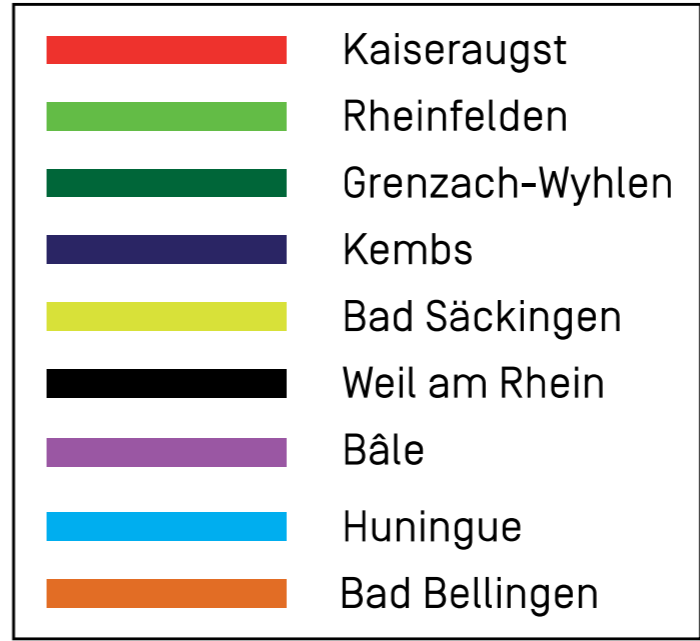 Kaiseraugst
Rheinfelden
Grenzach-Wyhlen
Kembs
Bad Säckingen
Weil am Rhein
Bâle
Huningue
Bad Bellingen